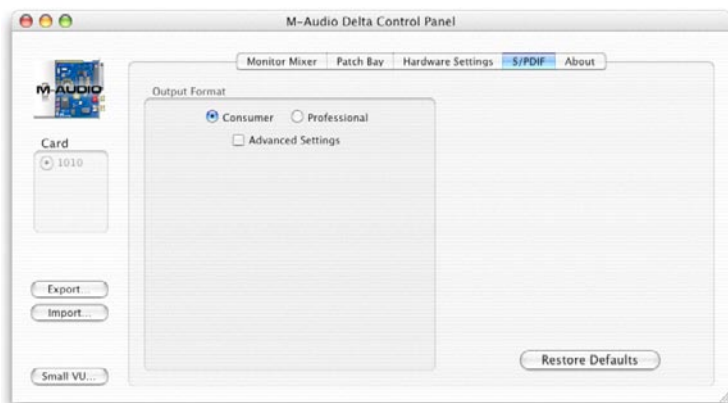 M-Audio Delta Control Panel
M-AUDIO
Monitor Mixer Patch Bay Hardware Settings S/PDIF About
Output Format
Consumer Professional
Advanced Settings
Card
1010
Export...
Import...
Small VU...
Restore Defaults